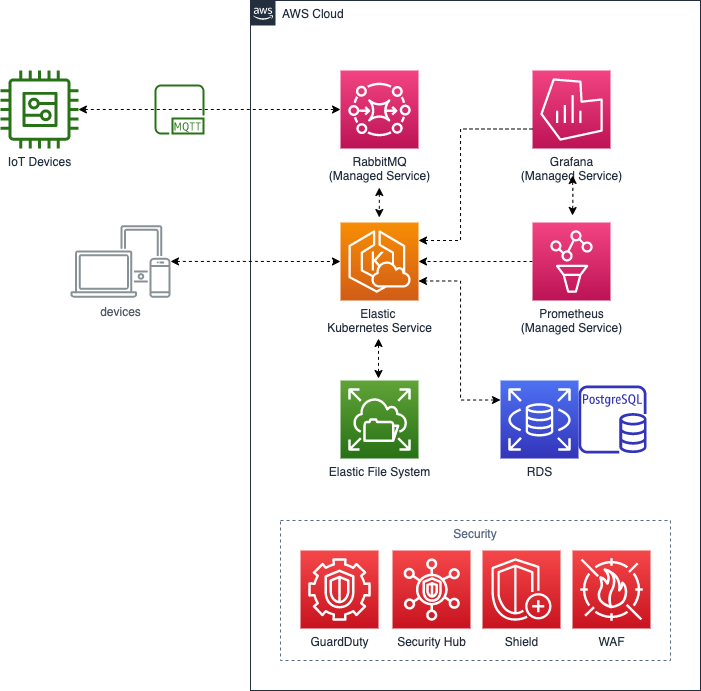 aws
AWS Cloud
MQTT
IoT Devices
RabbitMQ
(Managed Service)
Grafana
(Managed Service)
devices
K
Elastic
Kubernetes Service
Prometheus
(Managed Service)
PostgreSQL
Elastic File System
RDS
Security
GuardDuty
Security Hub
Shield
WAF